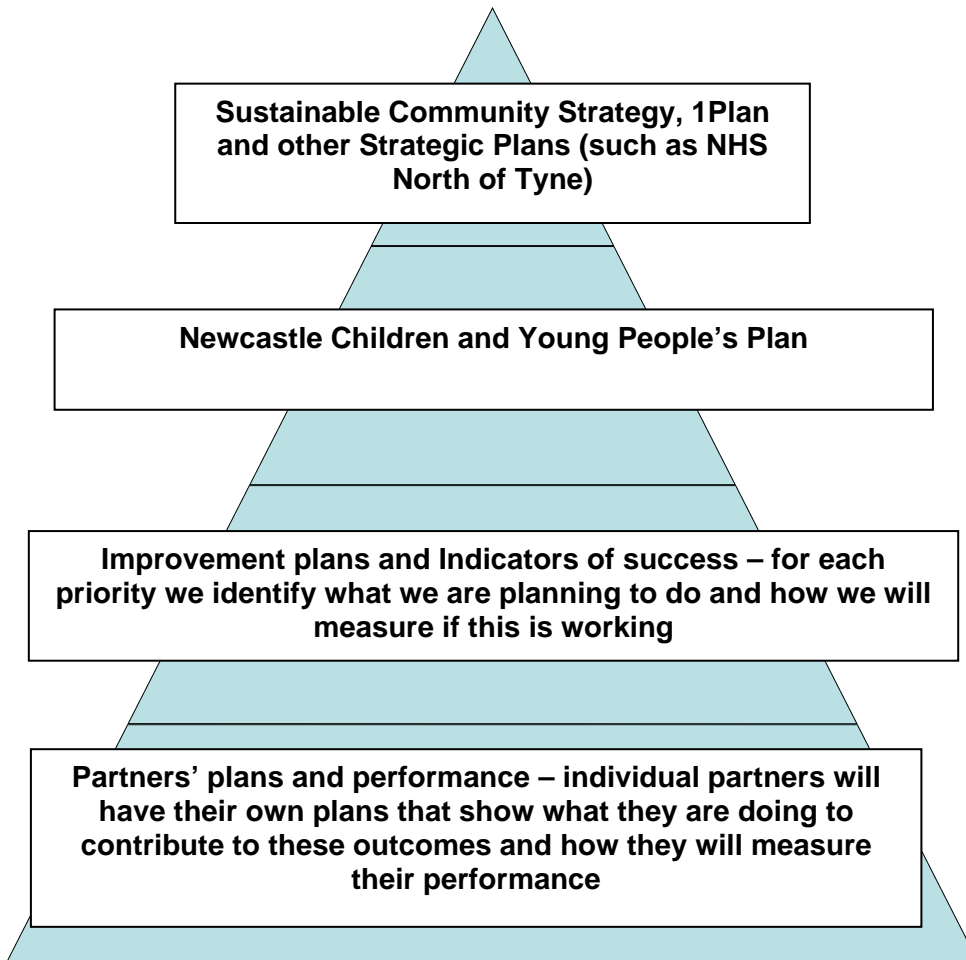 Sustainable Community Strategy, 1Plan
and other Strategic Plans (such as NHS
North of Tyne)
Newcastle Children and Young People’s Plan
Improvement plans and Indicators of success – for each
priority we identify what we are planning to do and how we will
measure if this is working
Partners’ plans and performance – individual partners will
have their own plans that show what they are doing to
contribute to these outcomes and how they will measure
their performance